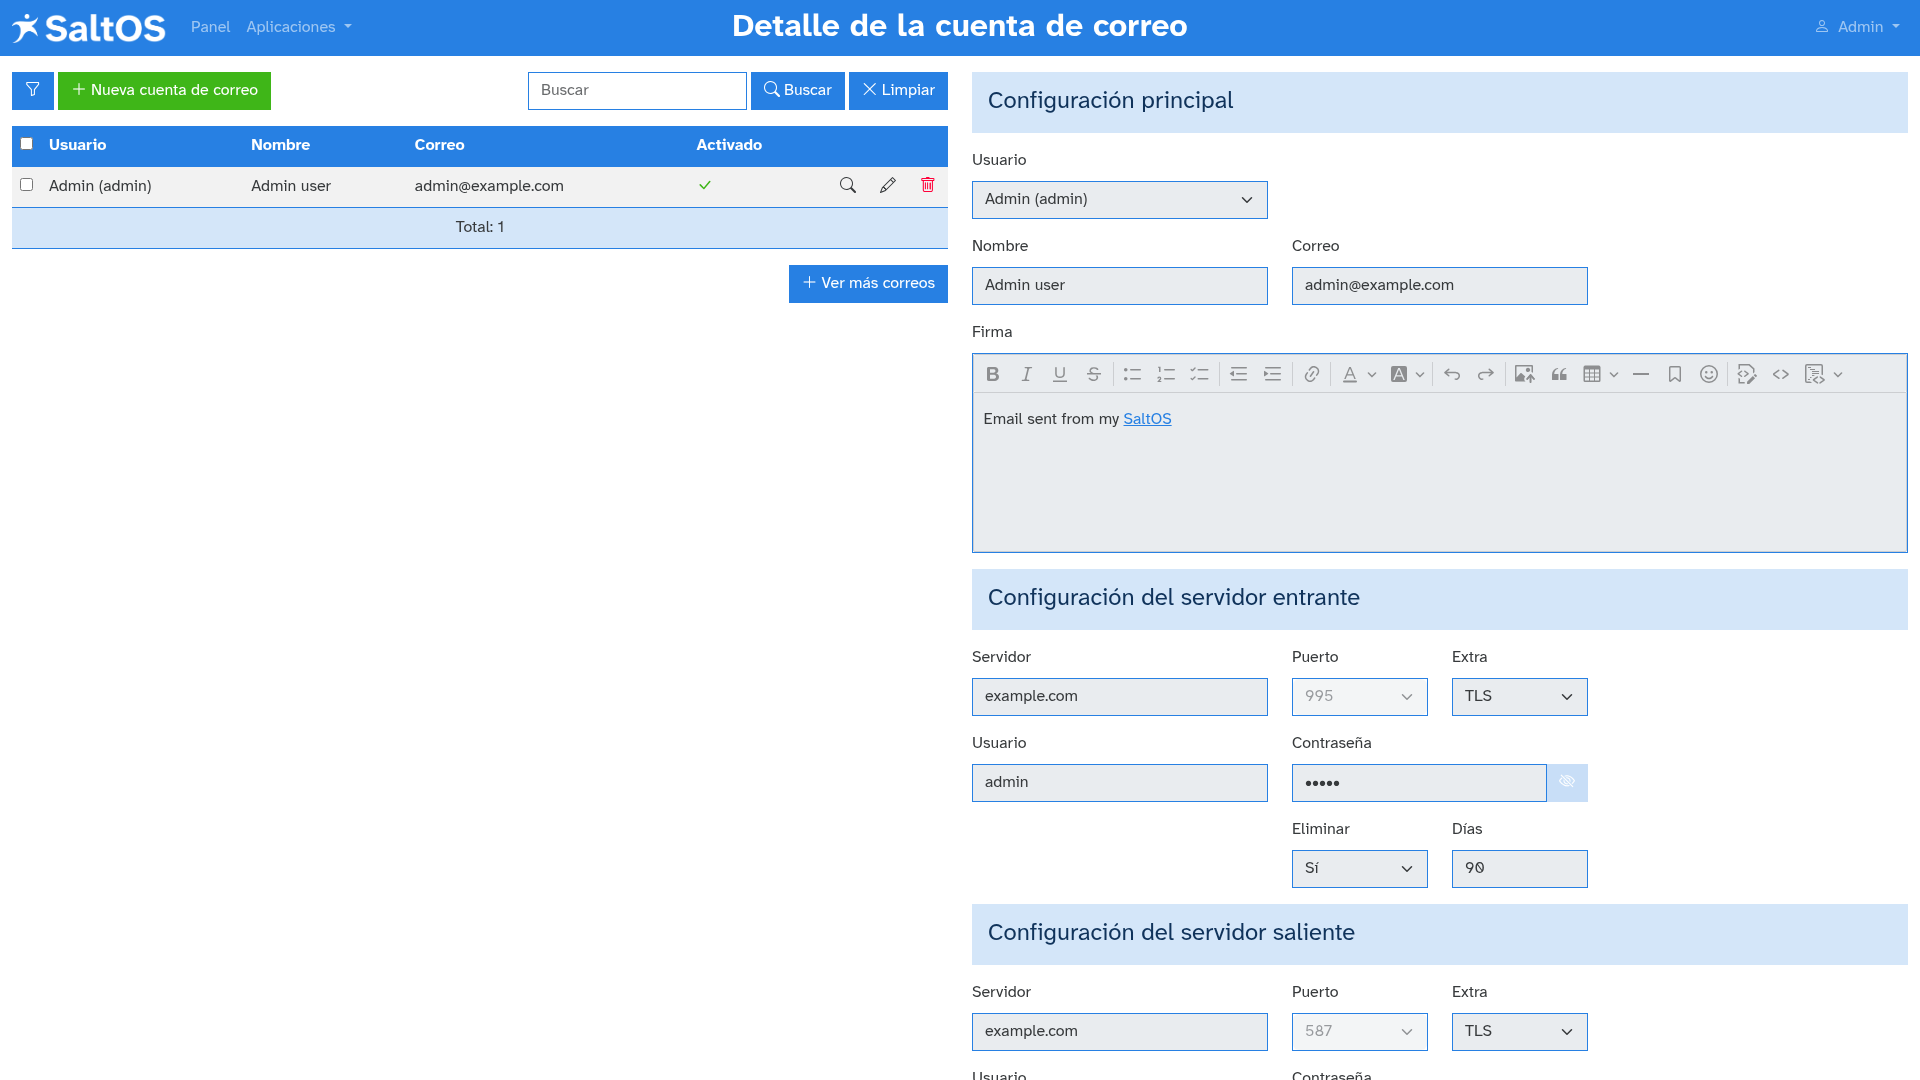 SaltOS
Panel
Aplicaciones
Detalle de la cuenta de correo
Admin
Nueva cuenta de correo
Buscar
Buscar
Limpiar
Usuario Nombre Correo Activado
Admin (admin) Admin user admin@example.com
Total: 1
Ver más correos
Configuración principal
Usuario
Admin (admin)
Nombre Correo
Admin user admin@example.com
Firma
Email sent from my SaltOS
Configuración del servidor entrante
Servidor Puerto Extra
example.com 995 TLS
Usuario Contraseña
admin •••••
Eliminar Días
Sí 90
Configuración del servidor saliente
Servidor Puerto Extra
example.com 587 TLS
Usuario Contraseña